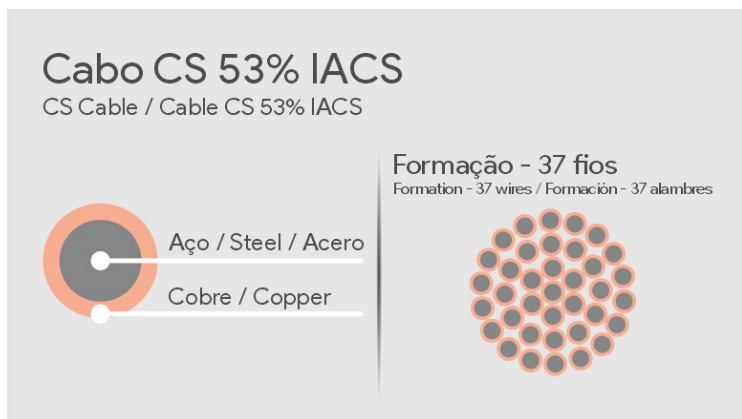 Cabo CS 53% IACS
CS Cable / Cable CS 53% IACS
Aço / Steel / Acero
Cobre / Copper
Formação - 37 fios
Formation - 37 wires / Formación - 37 alambres